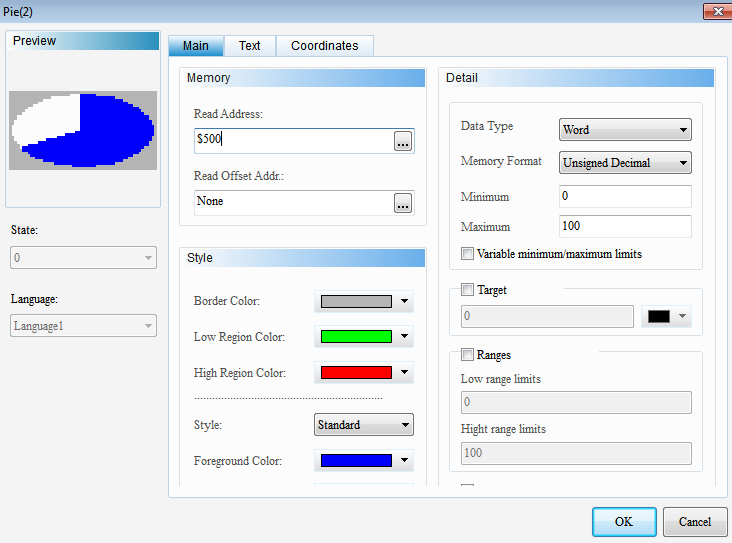 Pie(2)
Preview
State:
0
Language:
Language1
Main
Text
Coordinates
Memory
Read Address:
$500
...
Read Offset Addr.:
None
...
Style
Border Color:
Low Region Color:
High Region Color:
Style:
Standard
Foreground Color:
Detail
Data Type
Word
Memory Format
Unsigned Decimal
Minimum
0
Maximum
100
Variable minimum/maximum limits
Target
0
Ranges
Low range limits
0
Hight range limits
100
OK
Cancel